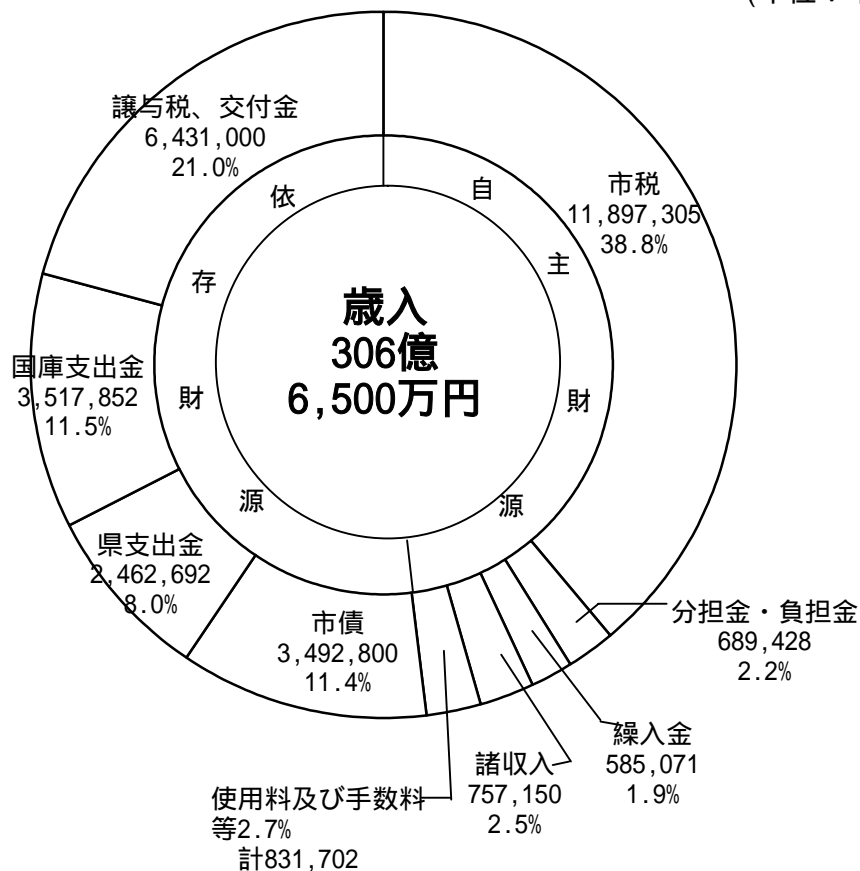 譲与税、交付金
6,431,000
21.0%
市税
11,897,305
38.8%
依
存
財
源
自
主
財
源
歳入
306億
6,500万円
国庫支出金
3,517,852
11.5%
県支出金
2,462,692
8.0%
市債
3,492,800
11.4%
分担金・負担金
689,428
2.2%
繰入金
585,071
1.9%
諸収入
757,150
2.5%
使用料及び手数料
等2.7%
計831,702